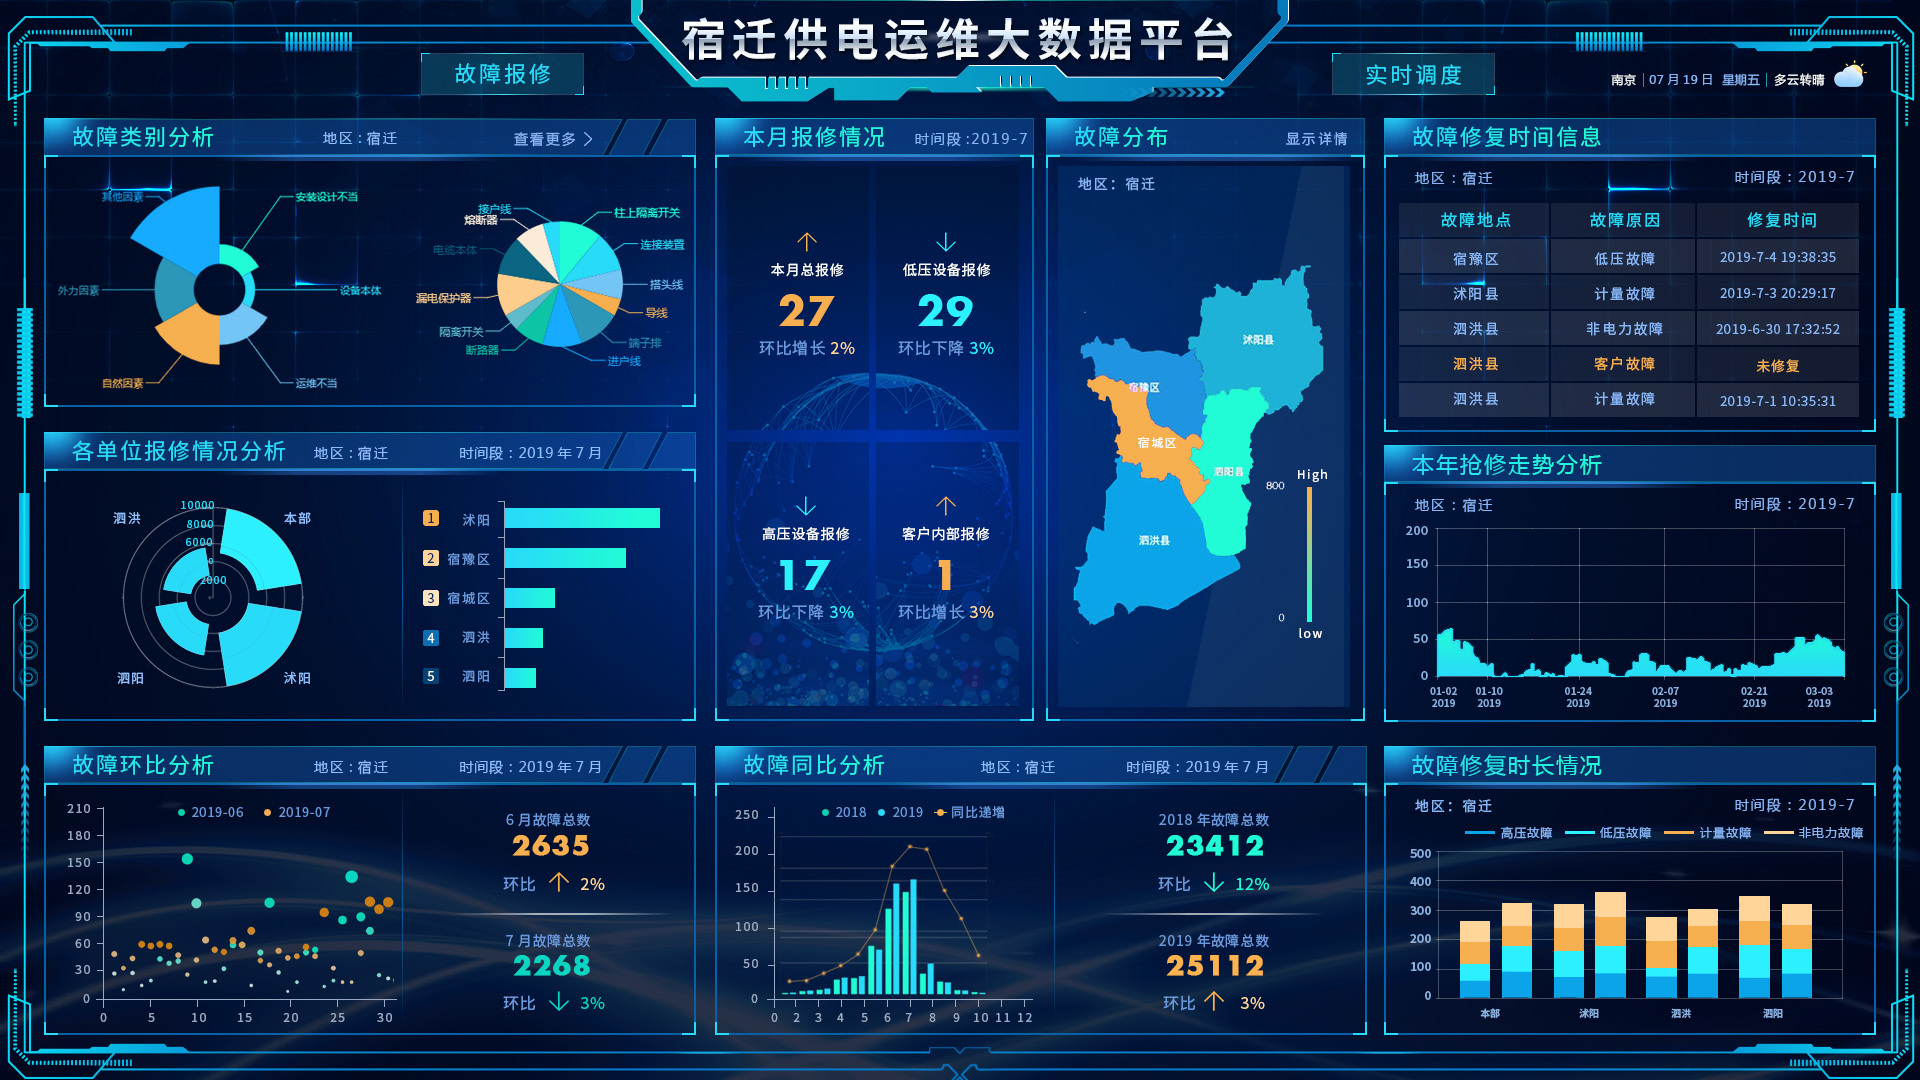 宿迁供电运维大数据平台
故障报修
实时调度
南京 | 07 月 19 日 星期五 | 多云转晴
故障类别分析
地区 : 宿迁
查看更多
其他因素
安装设计不当
外力因素
设备本体
自然因素
运维不当
接户线
熔断器
柱上隔离开关
电缆本体
连接装置
搭头线
漏电保护器
导线
隔离开关
端子排
断路器
进户线
本月报修情况
时间段 :2019-7
本月总报修
27
环比增长 2%
低压设备报修
29
环比下降 3%
高压设备报修
17
环比下降 3%
客户内部报修
1
环比增长 3%
故障分布
显示详情
地区： 宿迁
沭阳县
宿豫区
宿城区
泗阳县
泗洪县
High
800
0
low
故障修复时间信息
地区 : 宿迁
时间段 : 2019-7
故障地点 故障原因 修复时间
宿豫区 低压故障 2019-7-4 19:38:35
沭阳县 计量故障 2019-7-3 20:29:17
泗洪县 非电力故障 2019-6-30 17:32:52
泗洪县 客户故障 未修复
泗洪县 计量故障 2019-7-1 10:35:31
各单位报修情况分析
地区 : 宿迁
时间段 : 2019 年 7 月
10000
8000
6000
2000
泗洪
本部
泗阳
沭阳
1 沭阳
2 宿豫区
3 宿城区
4 泗洪
5 泗阳
本年抢修走势分析
地区 : 宿迁
时间段 : 2019-7
200
150
100
50
0
01-02 2019
01-10 2019
01-24 2019
02-07 2019
02-21 2019
03-03 2019
故障环比分析
地区 : 宿迁
时间段 : 2019 年 7 月
2019-06
2019-07
210
180
150
120
90
60
30
0
0 5 10 15 20 25 30
6 月故障总数
2635
环比 2%
7 月故障总数
2268
环比 3%
故障同比分析
地区 : 宿迁
时间段 : 2019 年 7 月
2018
2019
同比递增
250
200
150
100
50
0
0 2 3 4 5 6 7 8 9 10 11 12
2018 年故障总数
23412
环比 12%
2019 年故障总数
25112
环比 3%
故障修复时长情况
地区： 宿迁
时间段 : 2019-7
高压故障
低压故障
计量故障
非电力故障
500
400
300
200
100
0
本部 沭阳 泗洪 泗阳